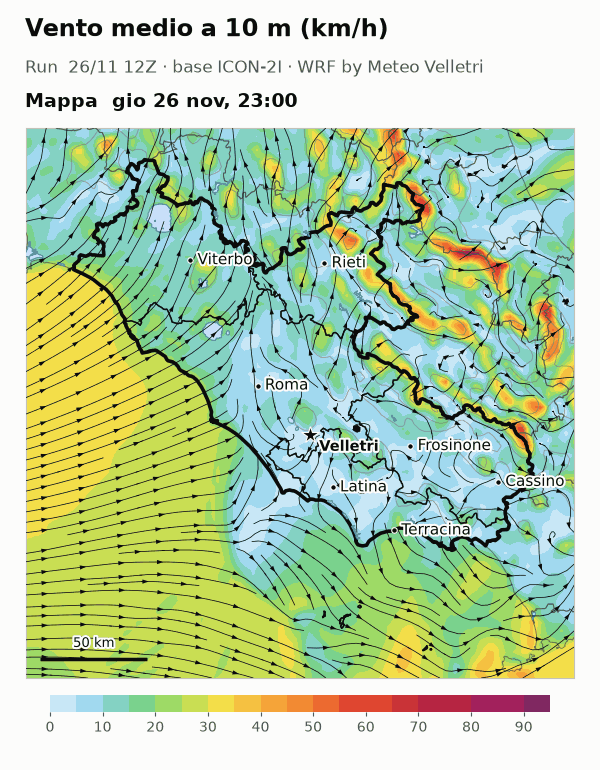 Vento medio a 10 m (km/h)
Run  26/11 12Z · base ICON-2I · WRF by Meteo Velletri
Mappa  gio 26 nov, 23:00
Viterbo
Rieti
Roma
Velletri
Frosinone
Latina
Cassino
Terracina
50 km
0 10 20 30 40 50 60 70 80 90